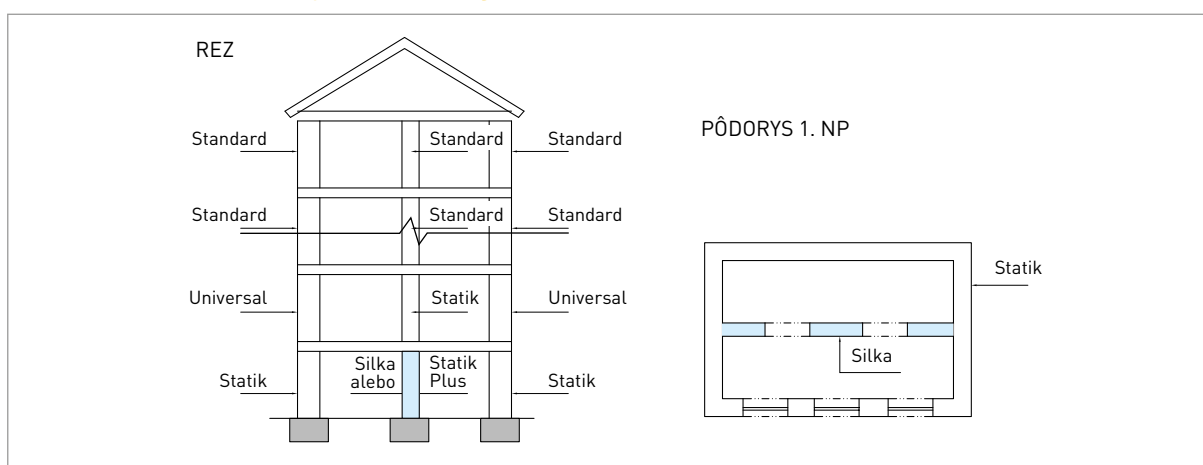 REZ
PÔDORYS 1. NP
Standard
Standard
Standard
Standard
Standard
Standard
Universal
Statik
Universal
Statik
Silka
alebo
Statik
Plus
Statik
Statik
Silka